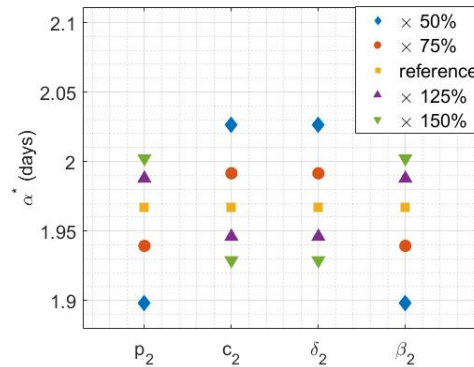 2.1
2.05
2
1.95
1.9
α* (days)
p₂
c₂
δ₂
β₂
× 50%
× 75%
reference
× 125%
× 150%